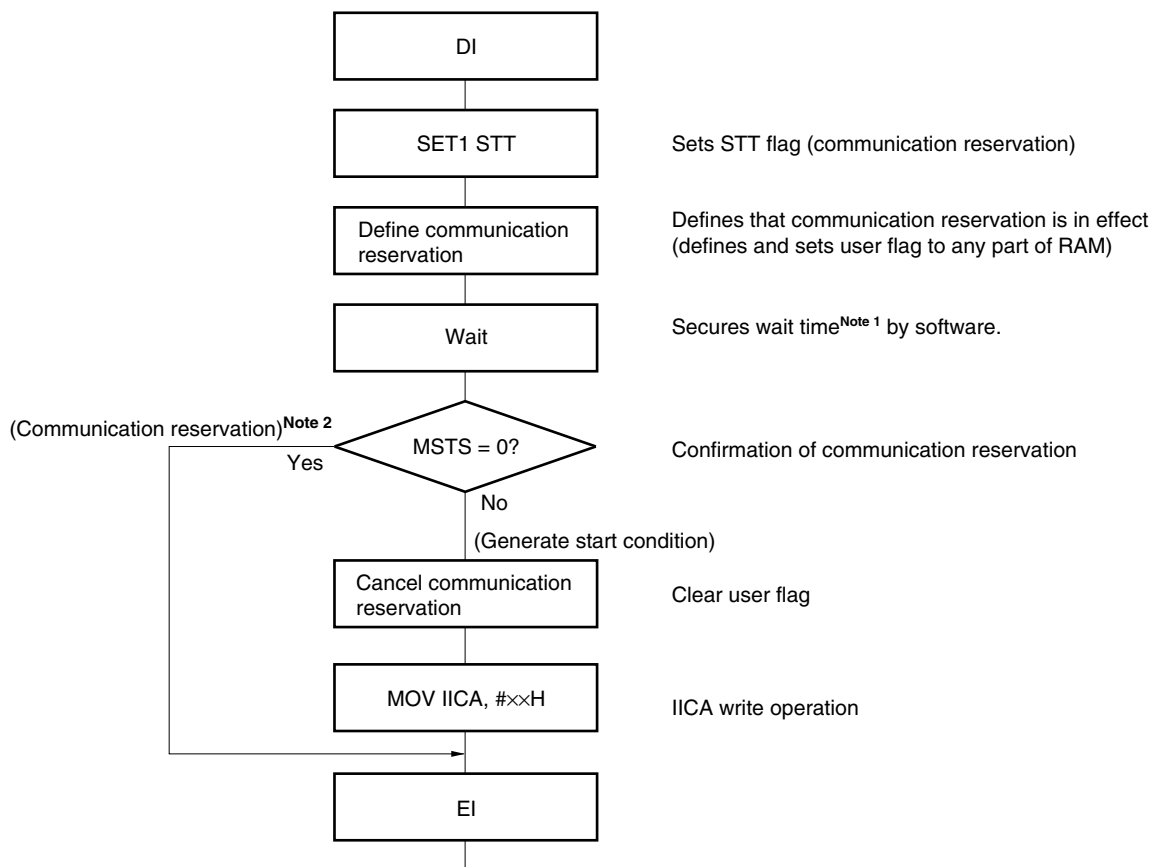 DI
SET1 STT
Sets STT flag (communication reservation)
Define communication
reservation
Defines that communication reservation is in effect
(defines and sets user flag to any part of RAM)
Wait
Secures wait timeNote 1 by software.
(Communication reservation)Note 2
Yes
MSTS = 0?
Confirmation of communication reservation
No
(Generate start condition)
Cancel communication
reservation
Clear user flag
MOV IICA, #××H
IICA write operation
EI